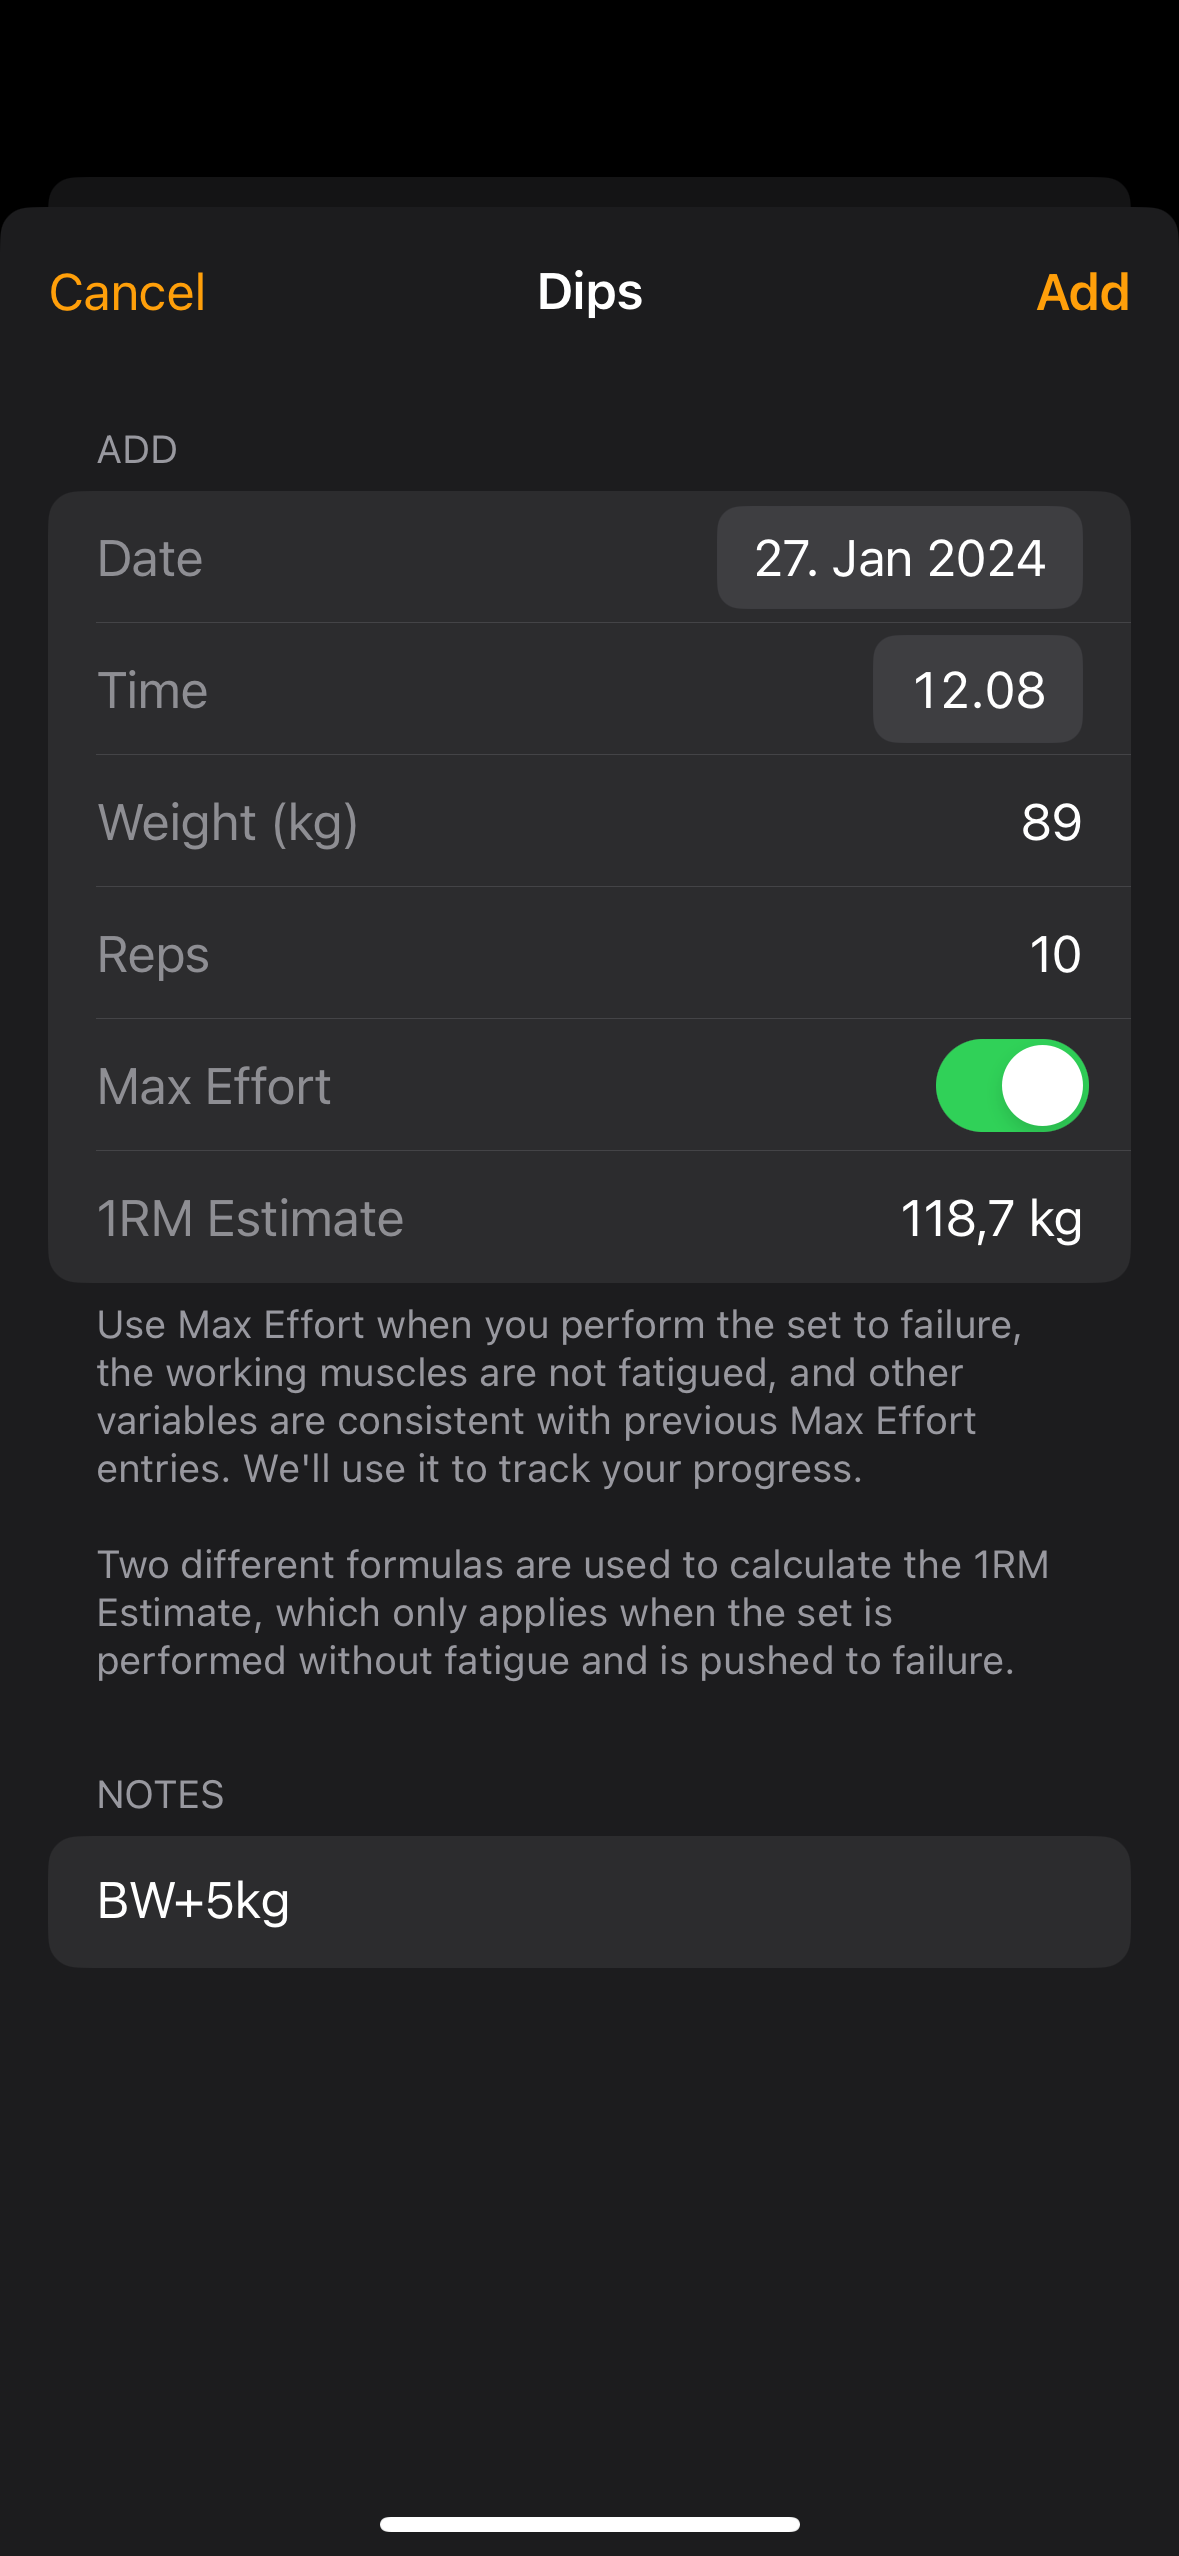 Cancel Dips Add
ADD
Date 27. Jan 2024
Time 12.08
Weight (kg) 89
Reps 10
Max Effort
1RM Estimate 118,7 kg
Use Max Effort when you perform the set to failure,
the working muscles are not fatigued, and other
variables are consistent with previous Max Effort
entries. We'll use it to track your progress.
Two different formulas are used to calculate the 1RM
Estimate, which only applies when the set is
performed without fatigue and is pushed to failure.
NOTES
BW+5kg